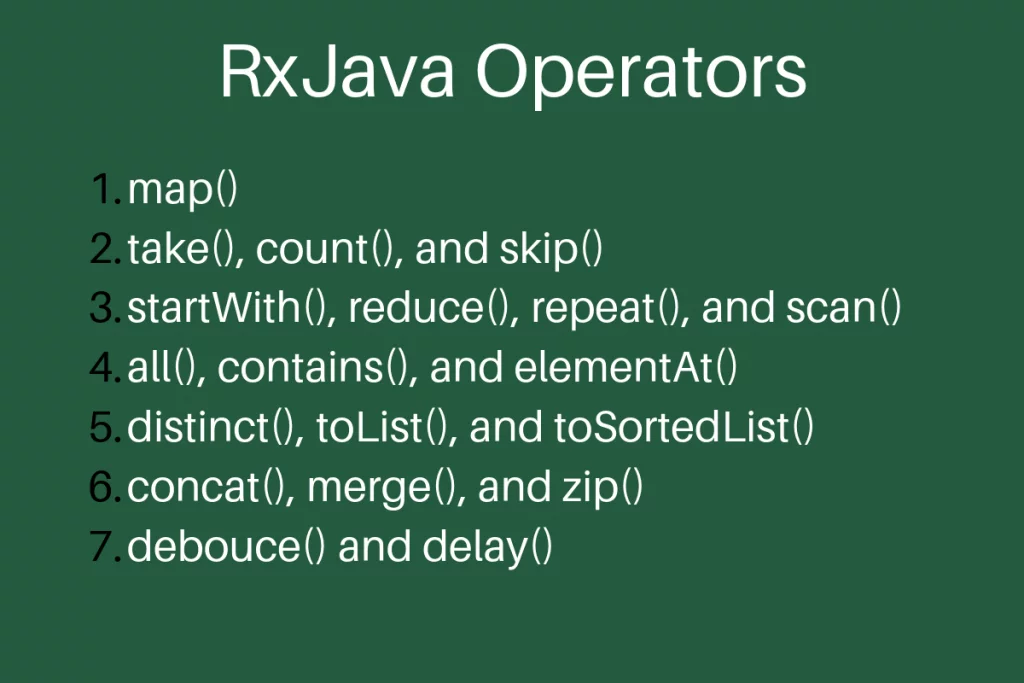 RxJava Operators
1. map()
2. take(), count(), and skip()
3. startWith(), reduce(), repeat(), and scan()
4. all(), contains(), and elementAt()
5. distinct(), toList(), and toSortedList()
6. concat(), merge(), and zip()
7. debouce() and delay()